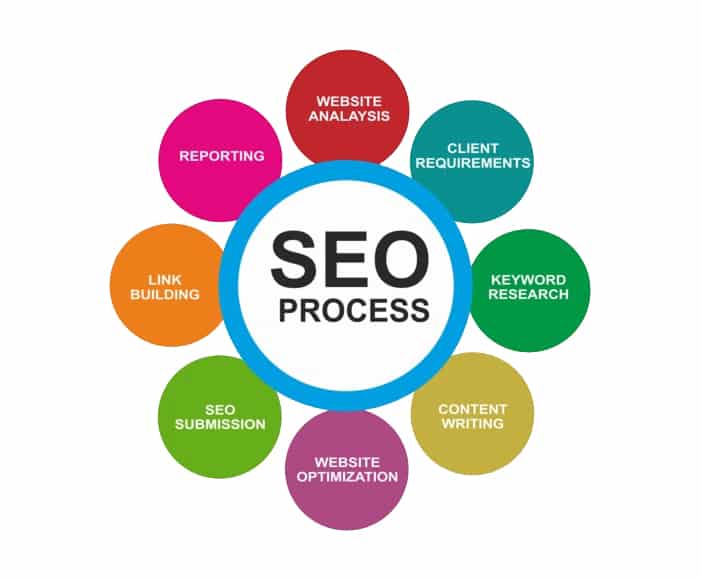 WEBSITE
ANALAYSIS
CLIENT
REQUIREMENTS
KEYWORD
RESEARCH
CONTENT
WRITING
WEBSITE
OPTIMIZATION
SEO
SUBMISSION
LINK
BUILDING
REPORTING
SEO
PROCESS